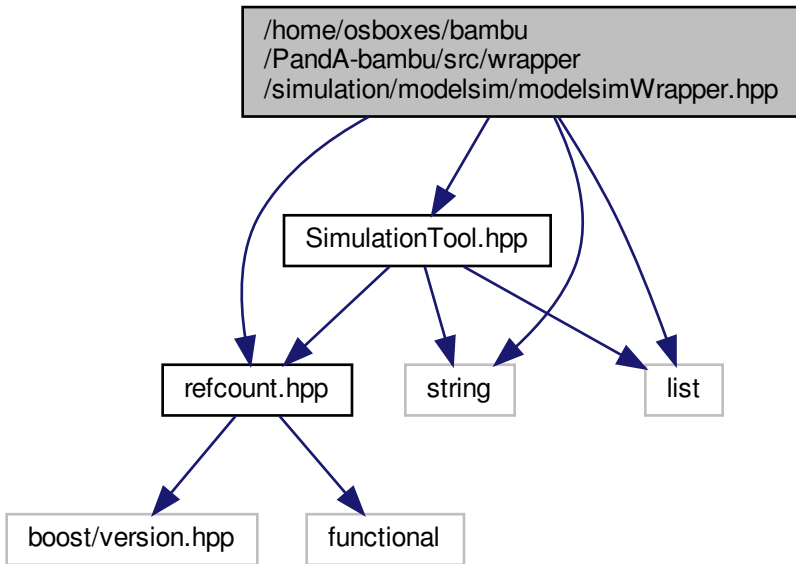 /home/osboxes/bambu
/PandA-bambu/src/wrapper
/simulation/modelsim/modelsimWrapper.hpp
SimulationTool.hpp
refcount.hpp
string
list
boost/version.hpp
functional